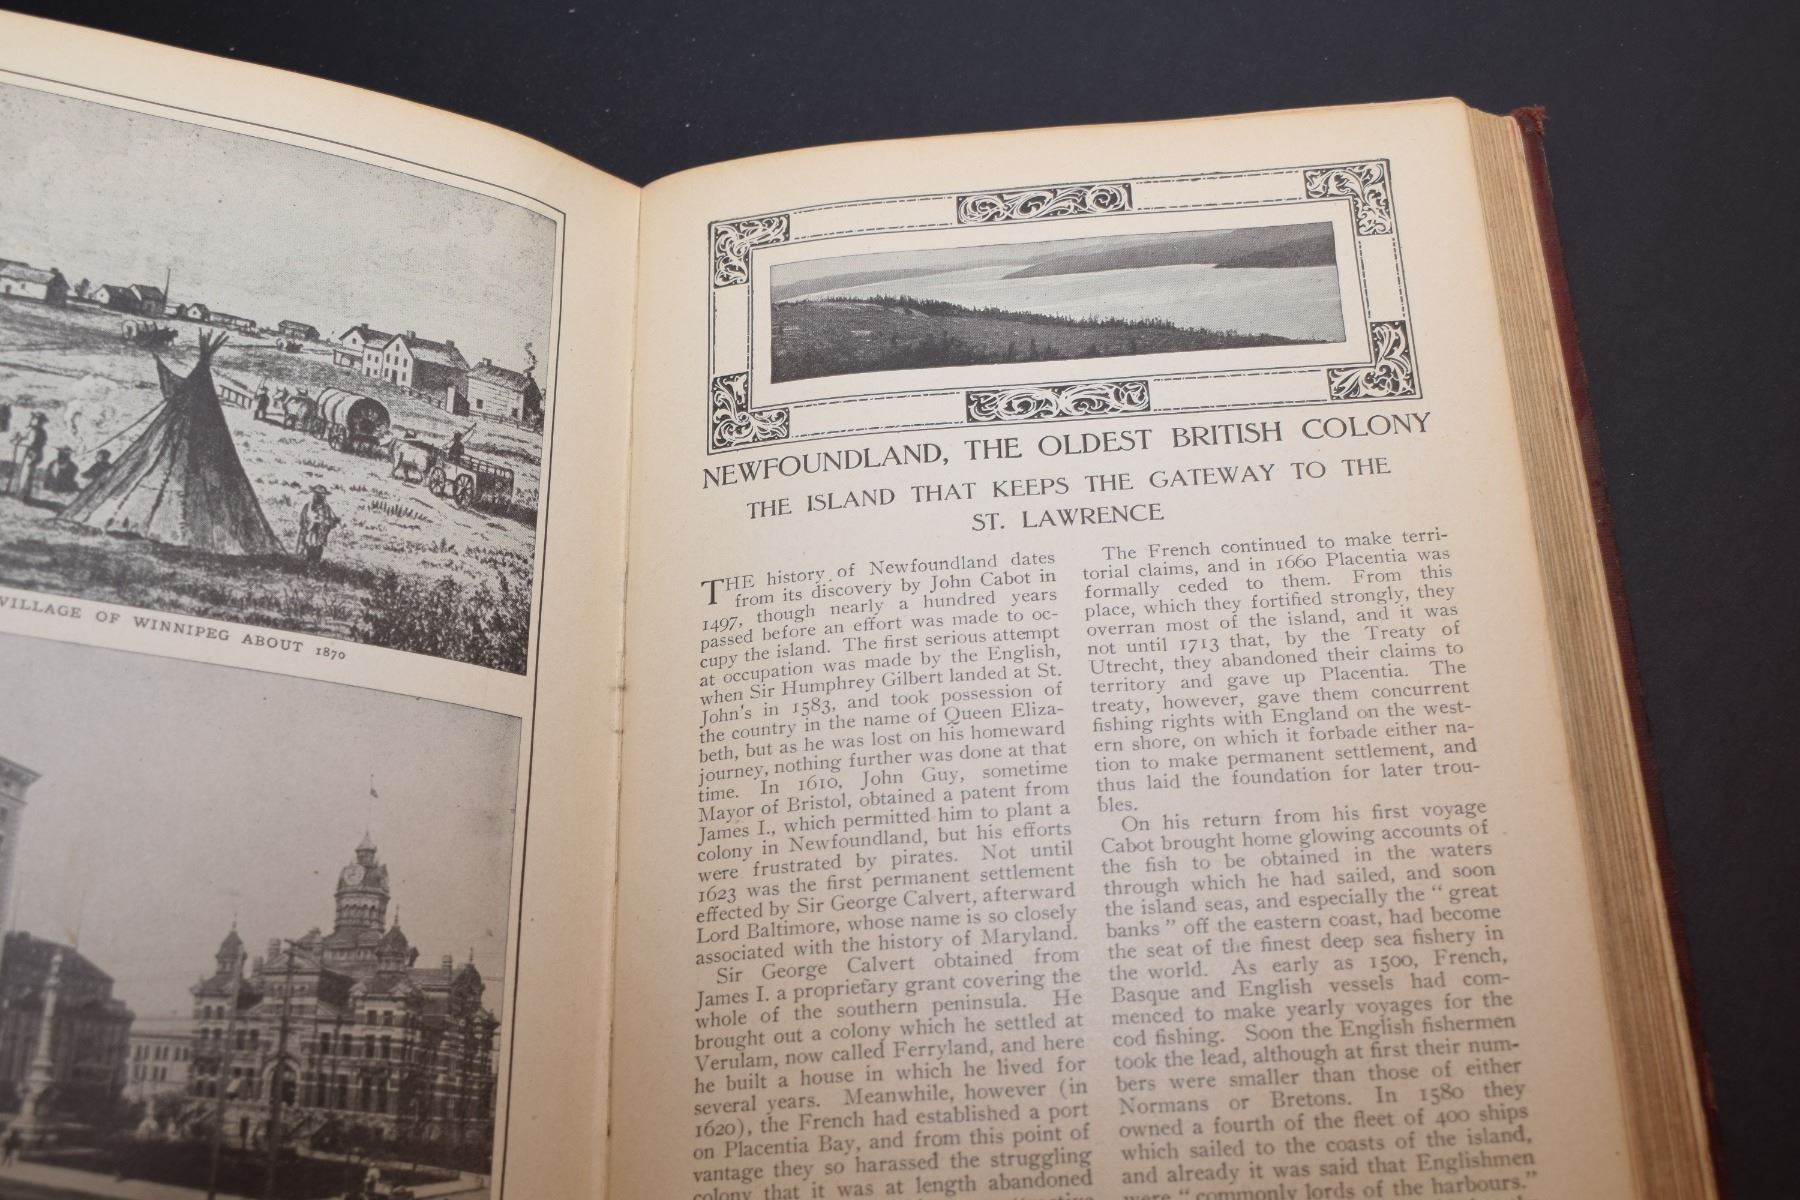 VILLAGE OF WINNIPEG ABOUT 1870
NEWFOUNDLAND, THE OLDEST BRITISH COLONY
THE ISLAND THAT KEEPS THE GATEWAY TO THE
ST. LAWRENCE
THE history of Newfoundland dates
from its discovery by John Cabot in
1497, though nearly a hundred years
passed before an effort was made to oc-
cupy the island. The first serious attempt
at occupation was made by the English,
when Sir Humphrey Gilbert landed at St.
John's in 1583, and took possession of
the country in the name of Queen Eliza-
beth, but as he was lost on his homeward
journey, nothing further was done at that
time. In 1610, John Guy, sometime
Mayor of Bristol, obtained a patent from
James I., which permitted him to plant a
colony in Newfoundland, but his efforts
were frustrated by pirates. Not until
1623 was the first permanent settlement
effected by Sir George Calvert, afterward
Lord Baltimore, whose name is so closely
associated with the history of Maryland.
Sir George Calvert obtained from
James I. a proprietary grant covering the
whole of the southern peninsula. He
brought out a colony which he settled at
Verulam, now called Ferryland, and here
he built a house in which he lived for
several years. Meanwhile, however (in
1620), the French had established a port
on Placentia Bay, and from this point of
vantage they so harassed the struggling
colony that it was at length abandoned
The French continued to make terri-
torial claims, and in 1660 Placentia was
formally ceded to them. From this
place, which they fortified strongly, they
overran most of the island, and it was
not until 1713 that, by the Treaty of
Utrecht, they abandoned their claims to
territory and gave up Placentia. The
treaty, however, gave them concurrent
fishing rights with England on the west-
ern shore, on which it forbade either na-
tion to make permanent settlement, and
thus laid the foundation for later trou-
bles.
On his return from his first voyage
Cabot brought home glowing accounts of
the fish to be obtained in the waters
through which he had sailed, and soon
the island seas, and especially the "great
banks" off the eastern coast, had become
the seat of the finest deep sea fishery in
the world. As early as 1500, French,
Basque and English vessels had com-
menced to make yearly voyages for the
cod fishing. Soon the English fishermen
took the lead, although at first their num-
bers were smaller than those of either
Normans or Bretons. In 1580 they
owned a fourth of the fleet of 400 ships
which sailed to the coasts of the island,
and already it was said that Englishmen
were "commonly lords of the harbours."